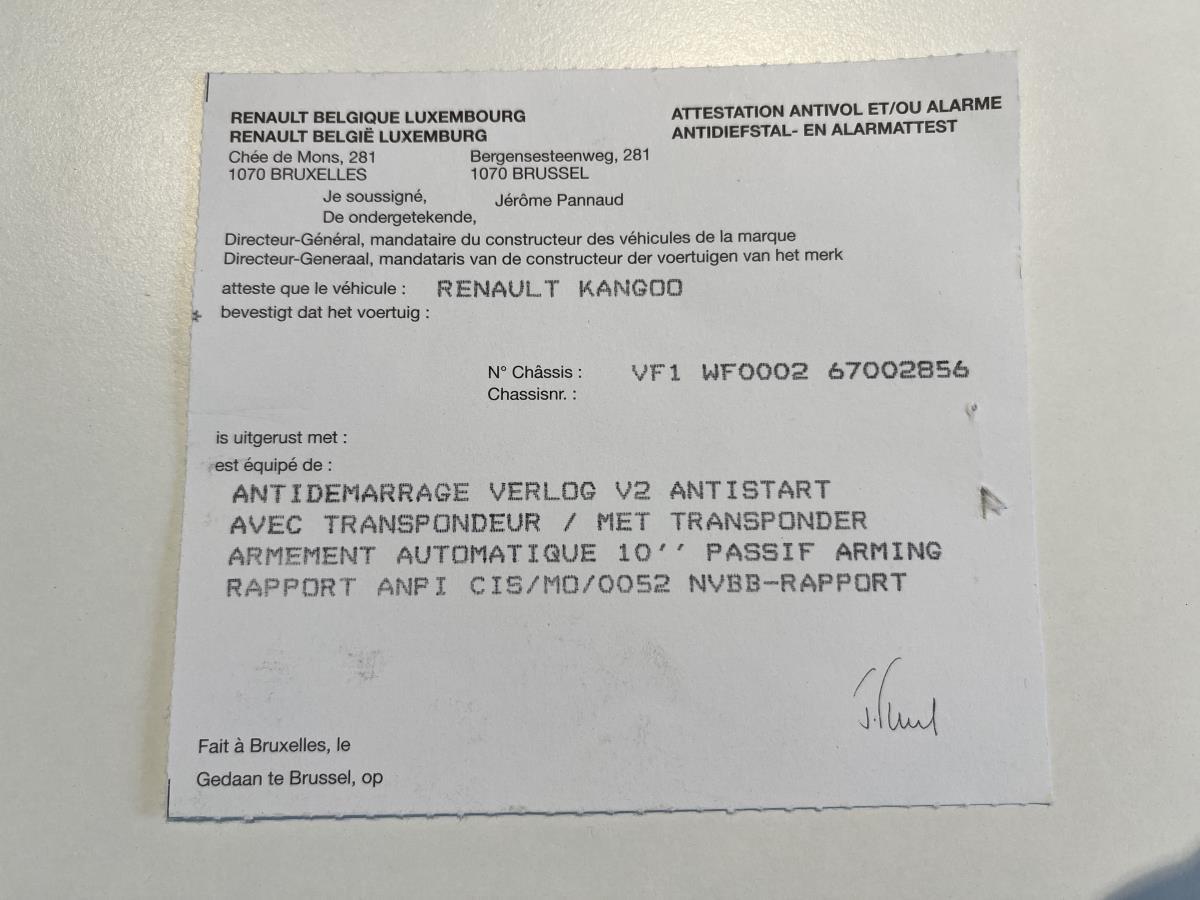 RENAULT BELGIQUE LUXEMBOURG
RENAULT BELGIË LUXEMBURG
ATTESTATION ANTIVOL ET/OU ALARME
ANTIDIEFSTAL- EN ALARMATTEST
Chée de Mons, 281 Bergensesteenweg, 281
1070 BRUXELLES 1070 BRUSSEL
Je soussigné, Jérôme Pannaud
De ondergetekende,
Directeur-Général, mandataire du constructeur des véhicules de la marque
Directeur-Generaal, mandataris van de constructeur der voertuigen van het merk
atteste que le véhicule : RENAULT KANGOO
* bevestigt dat het voertuig :
N° Châssis : VF1 WF0002 67002856
Chassisnr. :
is uitgerust met :
est équipé de :
ANTIDEMARRAGE VERLOG V2 ANTISTART
AVEC TRANSPONDEUR / MET TRANSPONDER
ARMEMENT AUTOMATIQUE 10'' PASSIF ARMING
RAPPORT ANPI CIS/MO/0052 NVBB-RAPPORT
Fait à Bruxelles, le
Gedaan te Brussel, op